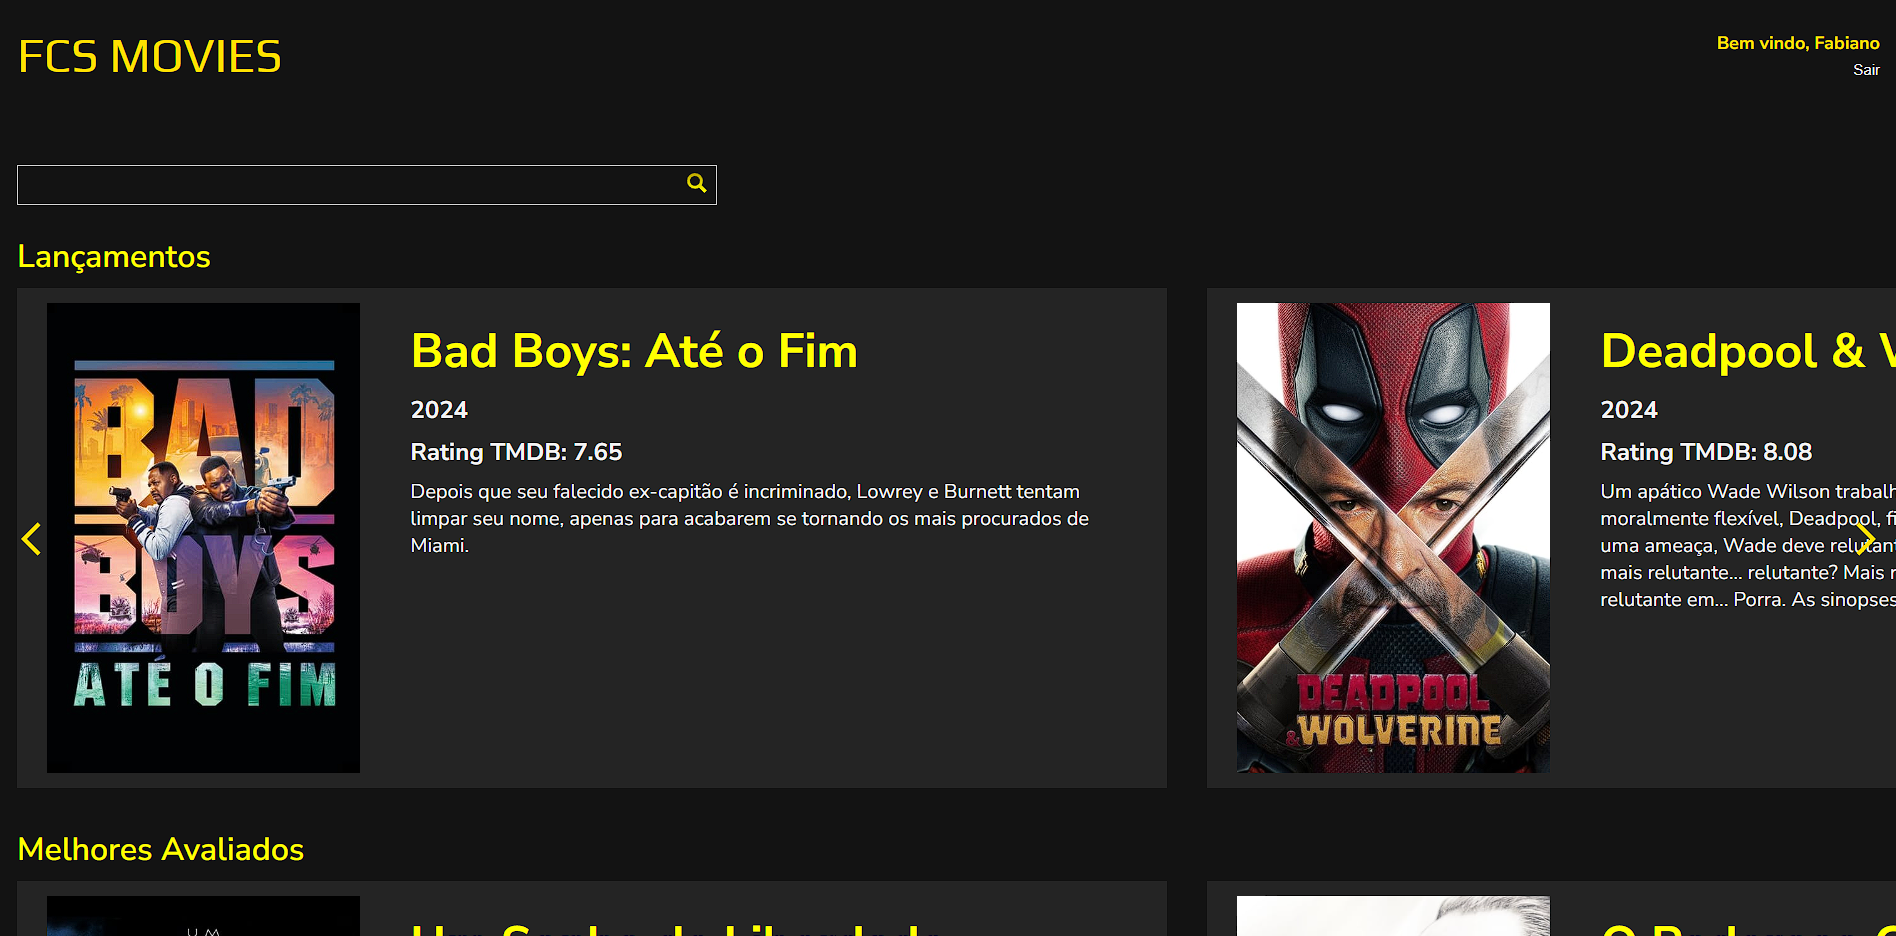 FCS MOVIES
Bem vindo, Fabiano
Sair
Lançamentos
BAD
BOYS
ATÉ O FIM
Bad Boys: Até o Fim
2024
Rating TMDB: 7.65
Depois que seu falecido ex-capitão é incriminado, Lowrey e Burnett tentam
limpar seu nome, apenas para acabarem se tornando os mais procurados de
Miami.
DEADPOOL
& WOLVERINE
Deadpool &
2024
Rating TMDB: 8.08
Um apático Wade Wilson
moralmente flexível, Deadpool,
uma ameaça, Wade deve
mais relutante... relutante? Mais
relutante em... Porra. As sinopses
Melhores Avaliados
UM